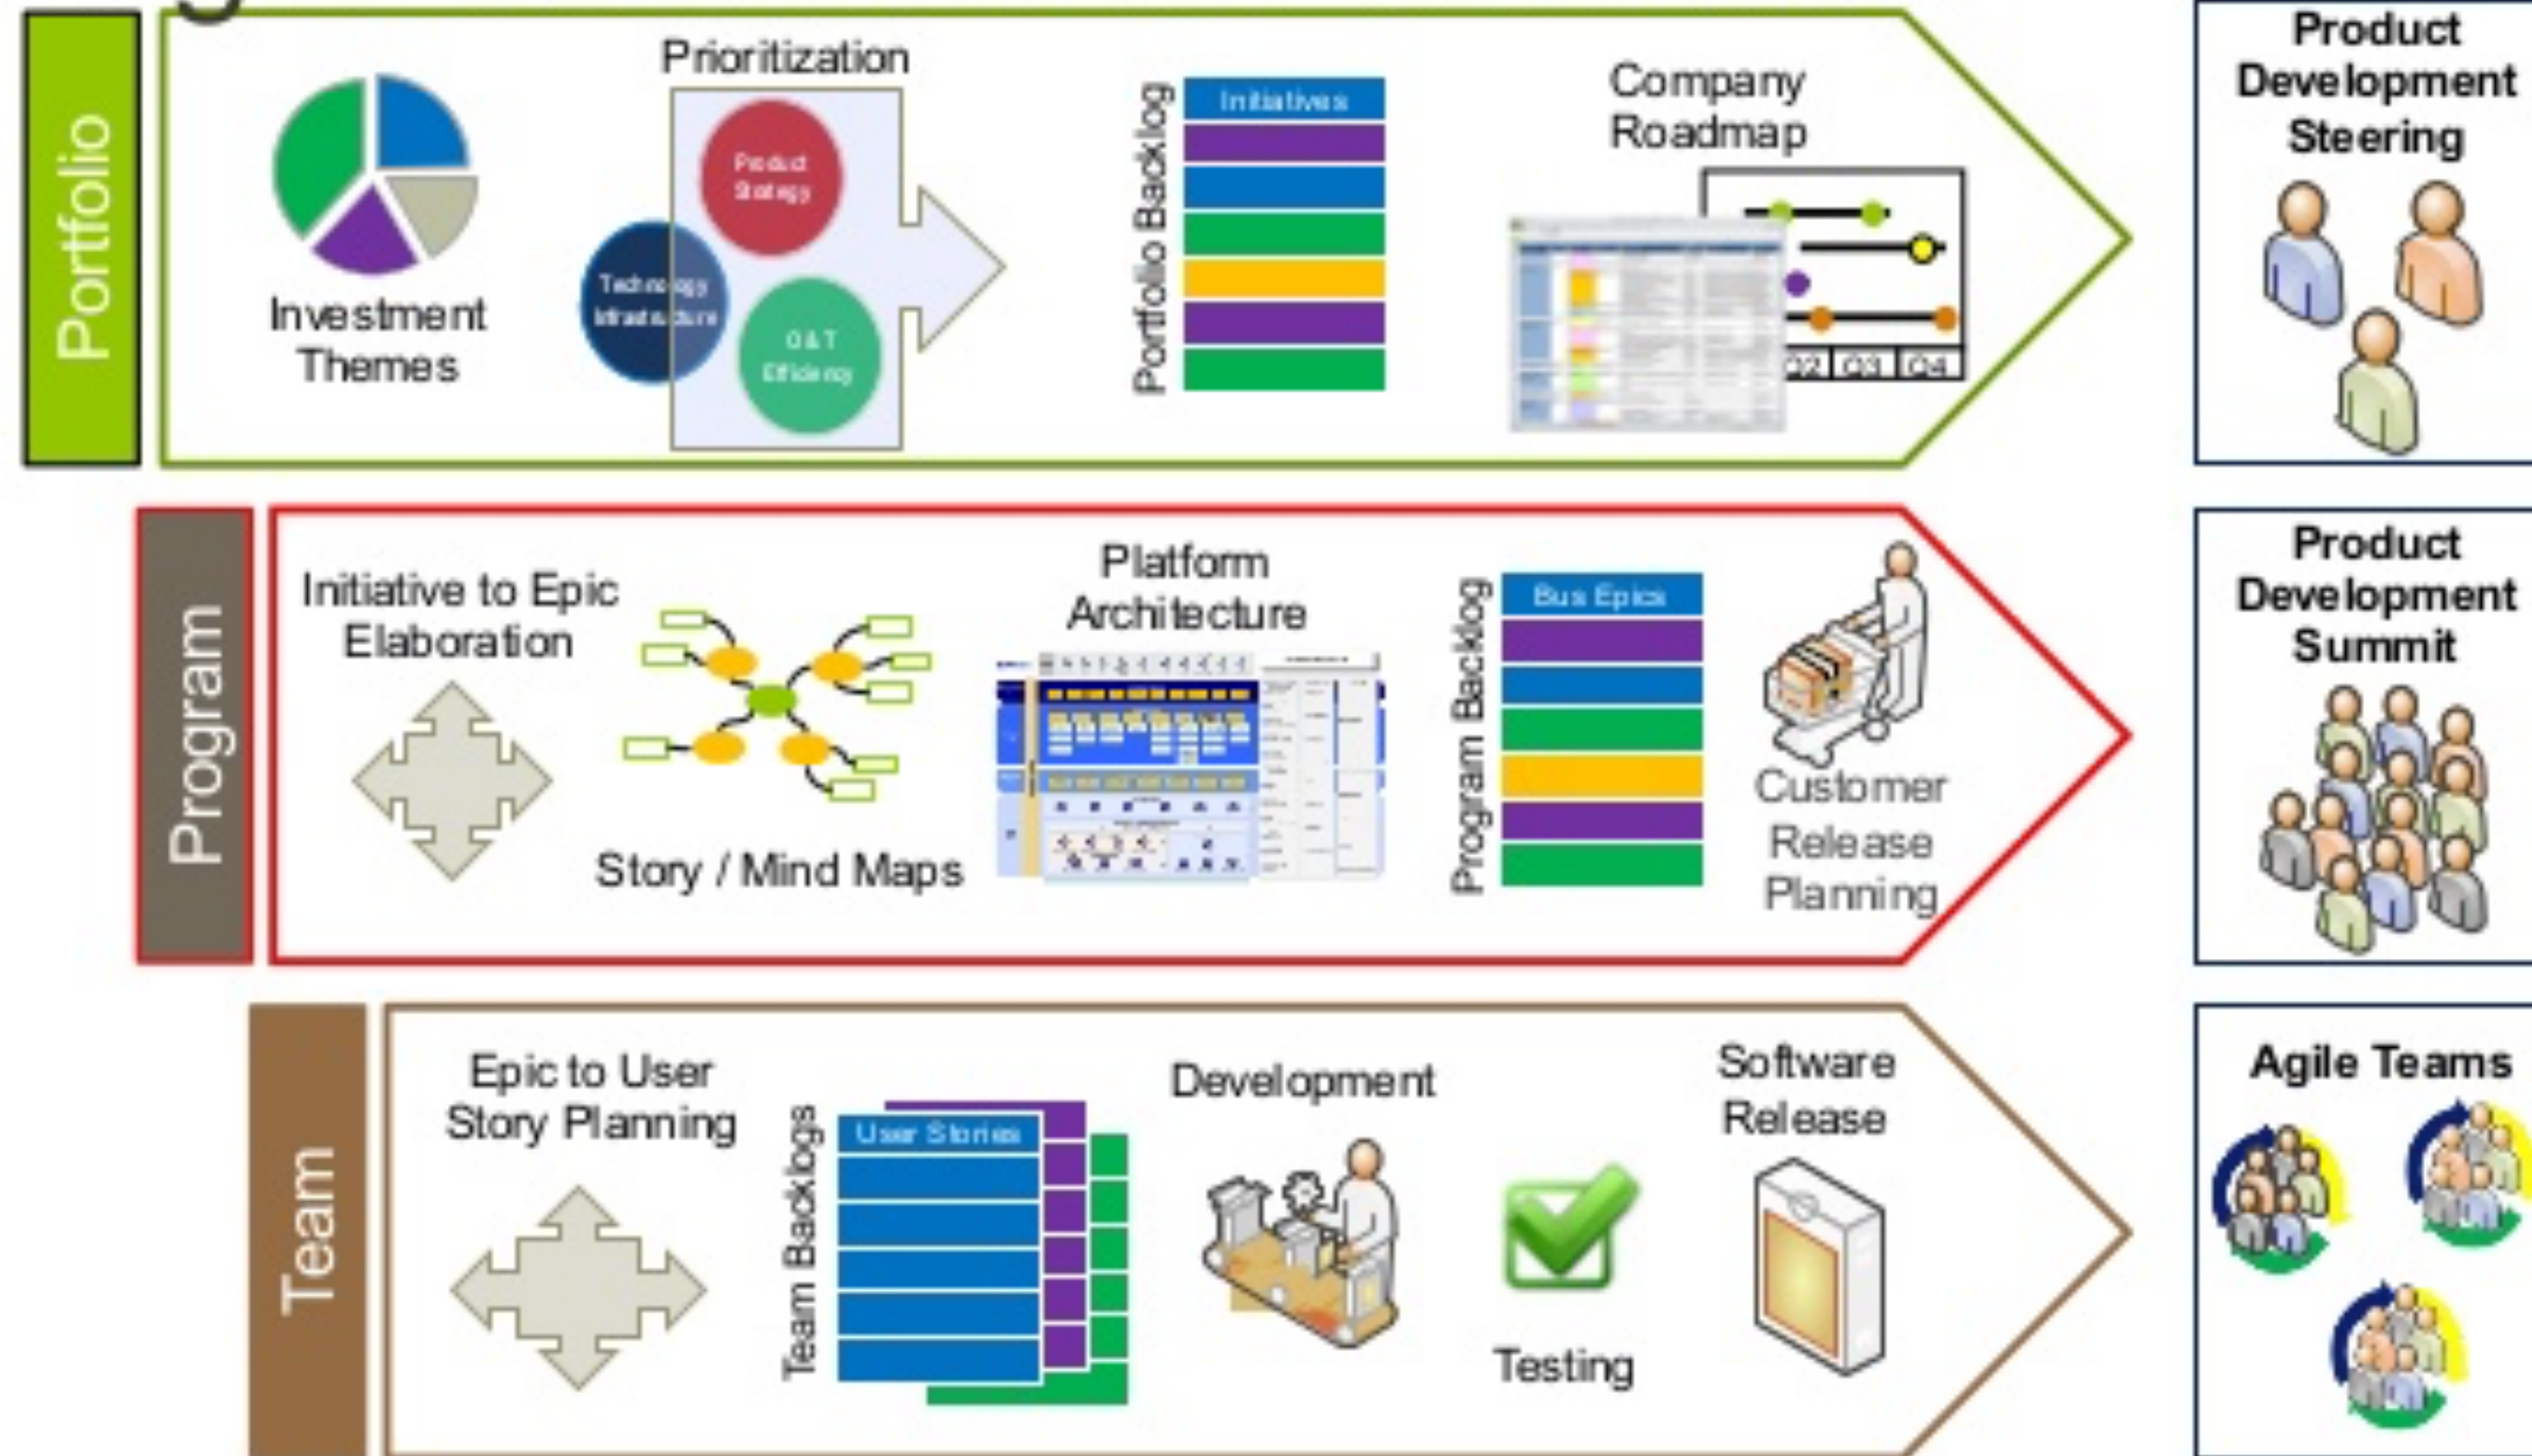 Portfolio
Investment
Themes
Prioritization
Product
Strategy
Technology
Infrastructure
O&T
Efficiency
Portfolio Backlog
Initiatives
Company
Roadmap
Q2 Q3 Q4
Product
Development
Steering
Program
Initiative to Epic
Elaboration
Story / Mind Maps
Platform
Architecture
Program Backlog
Bus Epics
Customer
Release
Planning
Product
Development
Summit
Team
Epic to User
Story Planning
Team Backlogs
User Stories
Development
Testing
Software
Release
Agile Teams